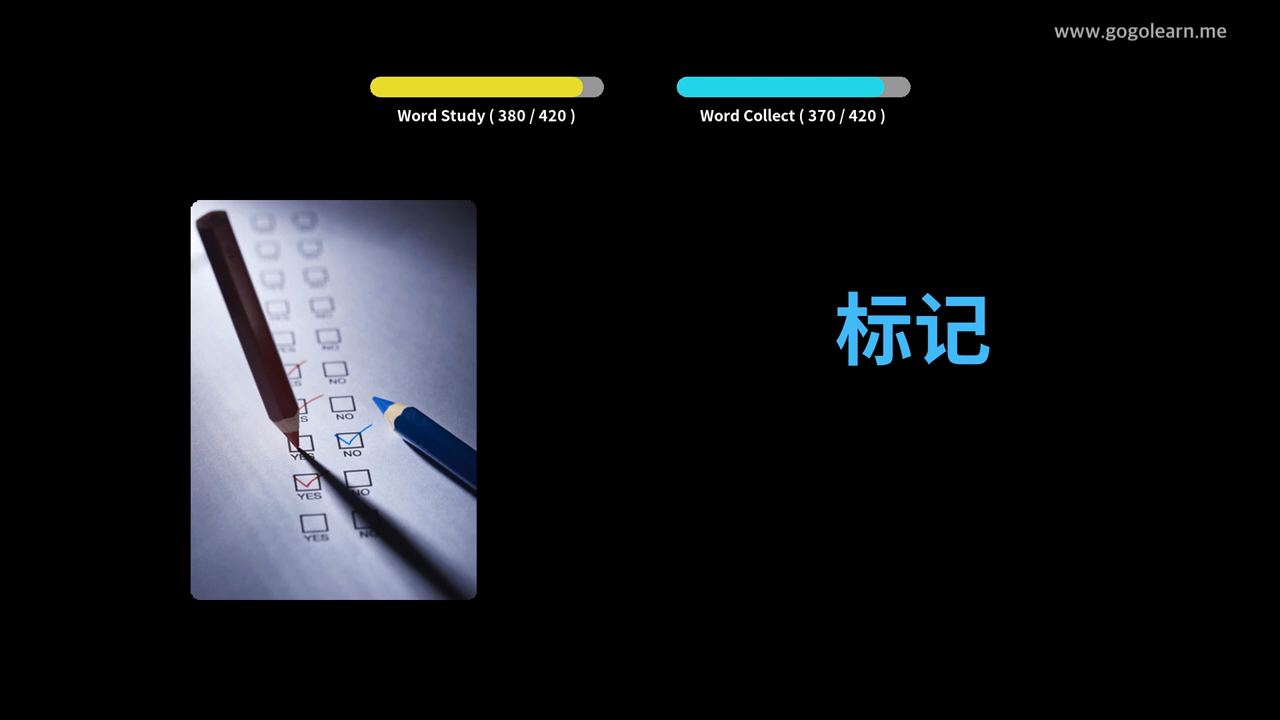 www.gogolearn.me
Word Study ( 380 / 420 )
Word Collect ( 370 / 420 )
标记
NO
NO
NO
YES NO
YES NO
YES NO